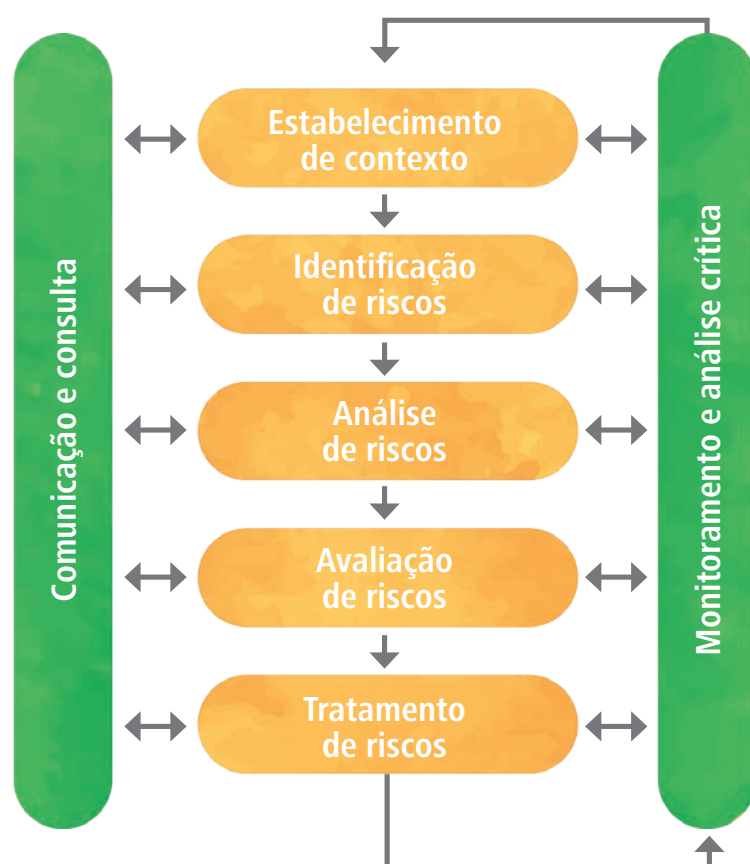 Comunicação e consulta
Estabelecimento
de contexto
Identificação
de riscos
Análise
de riscos
Avaliação
de riscos
Tratamento
de riscos
Monitoramento e análise crítica